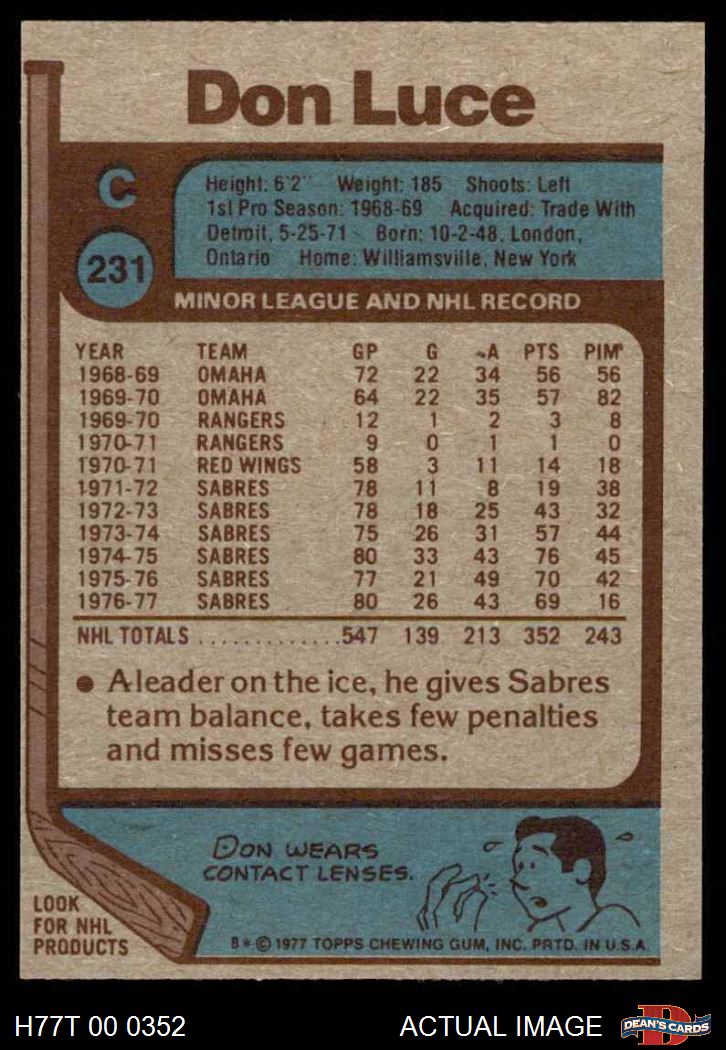 Don Luce
C
231
Height: 6'2" Weight: 185 Shoots: Left
1st Pro Season: 1968-69 Acquired: Trade With
Detroit, 5-25-71 Born: 10-2-48, London,
Ontario Home: Williamsville, New York
MINOR LEAGUE AND NHL RECORD
YEAR TEAM GP G A PTS PIM
1968-69 OMAHA 72 22 34 56 56
1969-70 OMAHA 64 22 35 57 82
1969-70 RANGERS 12 1 2 3 8
1970-71 RANGERS 9 0 1 1 0
1970-71 RED WINGS 58 3 11 14 18
1971-72 SABRES 78 11 8 19 38
1972-73 SABRES 78 18 25 43 32
1973-74 SABRES 75 26 31 57 44
1974-75 SABRES 80 33 43 76 45
1975-76 SABRES 77 21 49 70 42
1976-77 SABRES 80 26 43 69 16
NHL TOTALS .............547 139 213 352 243
● A leader on the ice, he gives Sabres
team balance, takes few penalties
and misses few games.
DON WEARS
CONTACT LENSES.
LOOK
FOR NHL
PRODUCTS
B * © 1977 TOPPS CHEWING GUM, INC. PRTD. IN U.S.A.
H77T 00 0352 ACTUAL IMAGE
D
DEAN'S CARDS